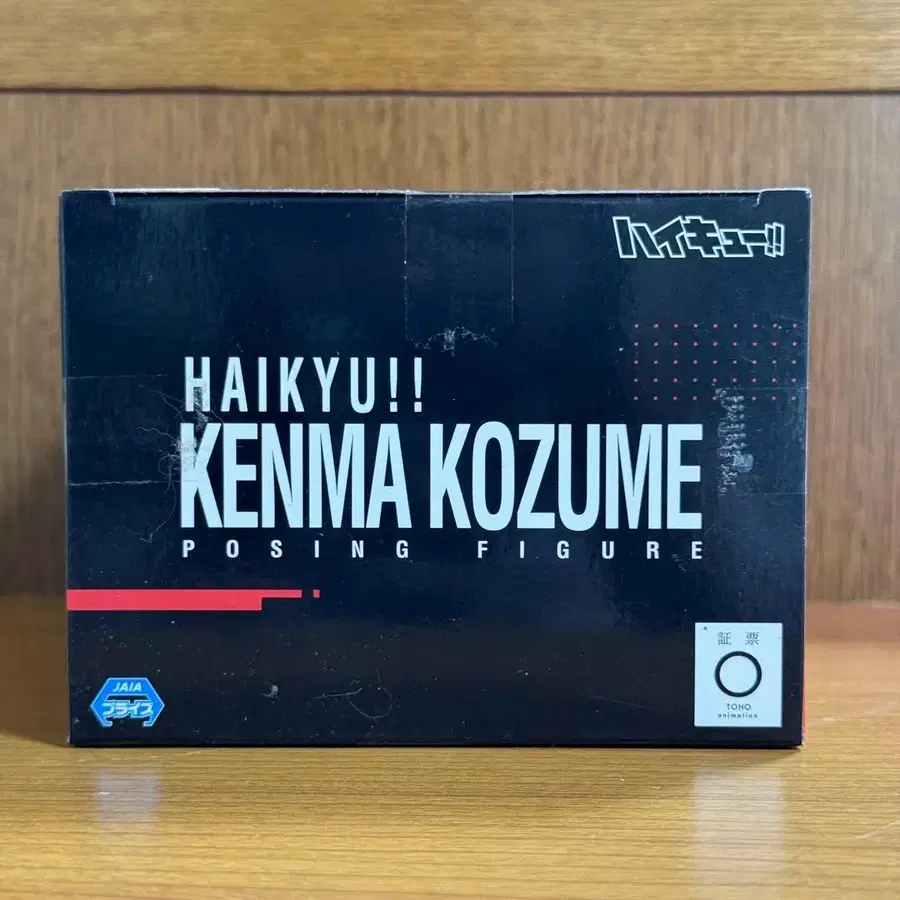 ハイキュー!!
HAIKYU!!
KENMA KOZUME
POSING FIGURE
JAIA
プライズ
証票
TOHO
animation